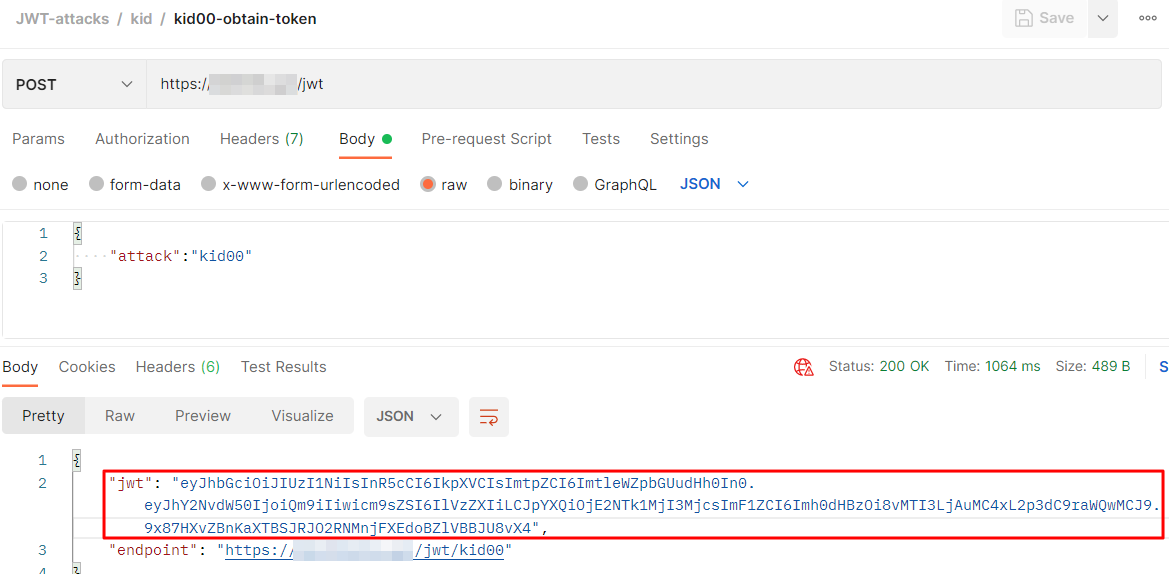 JWT-attacks / kid / kid00-obtain-token Save
POST https:// /jwt
Params Authorization Headers (7) Body Pre-request Script Tests Settings
none form-data x-www-form-urlencoded raw binary GraphQL JSON
1 {
2 "attack":"kid00"
3 }
Body Cookies Headers (6) Test Results Status: 200 OK Time: 1064 ms Size: 489 B S
Pretty Raw Preview Visualize JSON
1 {
2 "jwt": "eyJhbGciOiJIUzI1NiIsInR5cCI6IkpXVCIsImtpZCI6ImtleWZpbGUudHh0In0.
eyJhY2NvdW50IjoiQm9iIiwicm9sZSI6IlVzZXIiLCJpYXQiOjE2NTk1MjI3MjcsImF1ZCI6Imh0dHBzOi8vMTI3LjAuMC4xL2p3dC9raWQwMCJ9.
9x87HXvZBnKaXTBSJRJO2RNMnjFXEdoBZlVBBJU8vX4",
3 "endpoint": "https:// /jwt/kid00"
4 }